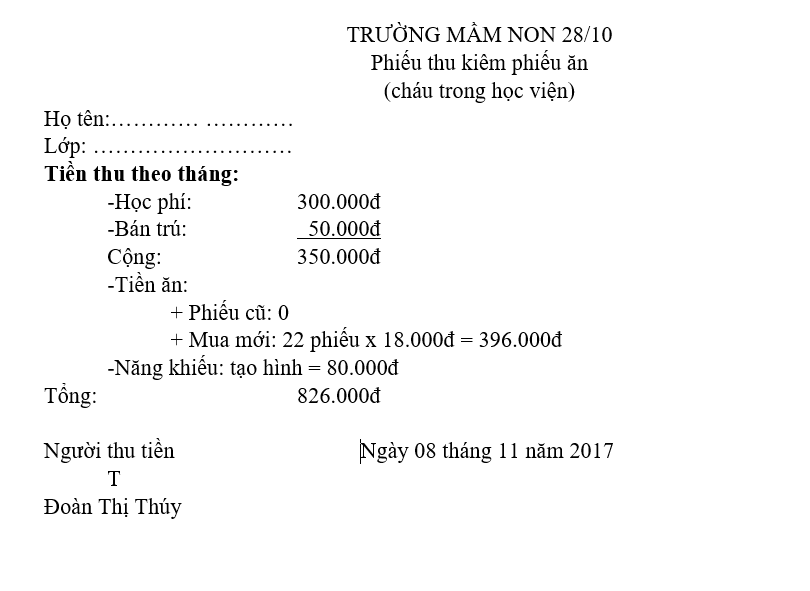 TRƯỜNG MẦM NON 28/10
Phiếu thu kiêm phiếu ăn
(cháu trong học viện)
Họ tên:………… …………
Lớp: ………………………
Tiền thu theo tháng:
-Học phí: 300.000đ
-Bán trú: 50.000đ
Cộng: 350.000đ
-Tiền ăn:
+ Phiếu cũ: 0
+ Mua mới: 22 phiếu x 18.000đ = 396.000đ
-Năng khiếu: tạo hình = 80.000đ
Tổng: 826.000đ
Người thu tiền Ngày 08 tháng 11 năm 2017
T
Đoàn Thị Thúy